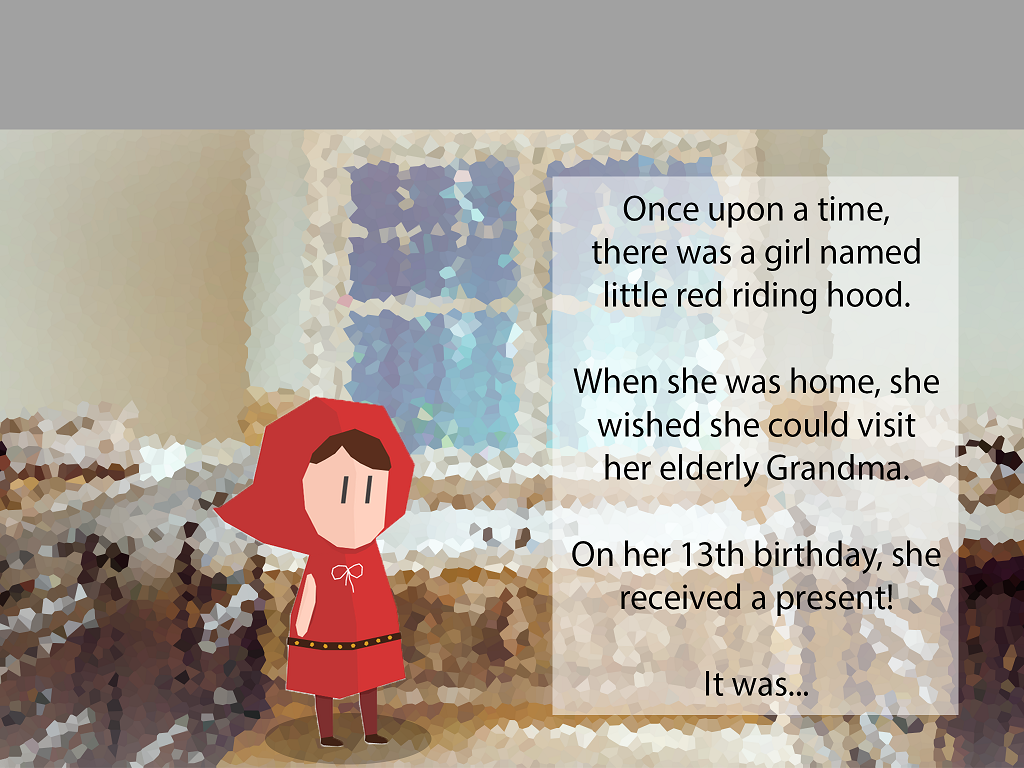 Once upon a time,
there was a girl named
little red riding hood.
When she was home, she
wished she could visit
her elderly Grandma.
On her 13th birthday, she
received a present!
It was...